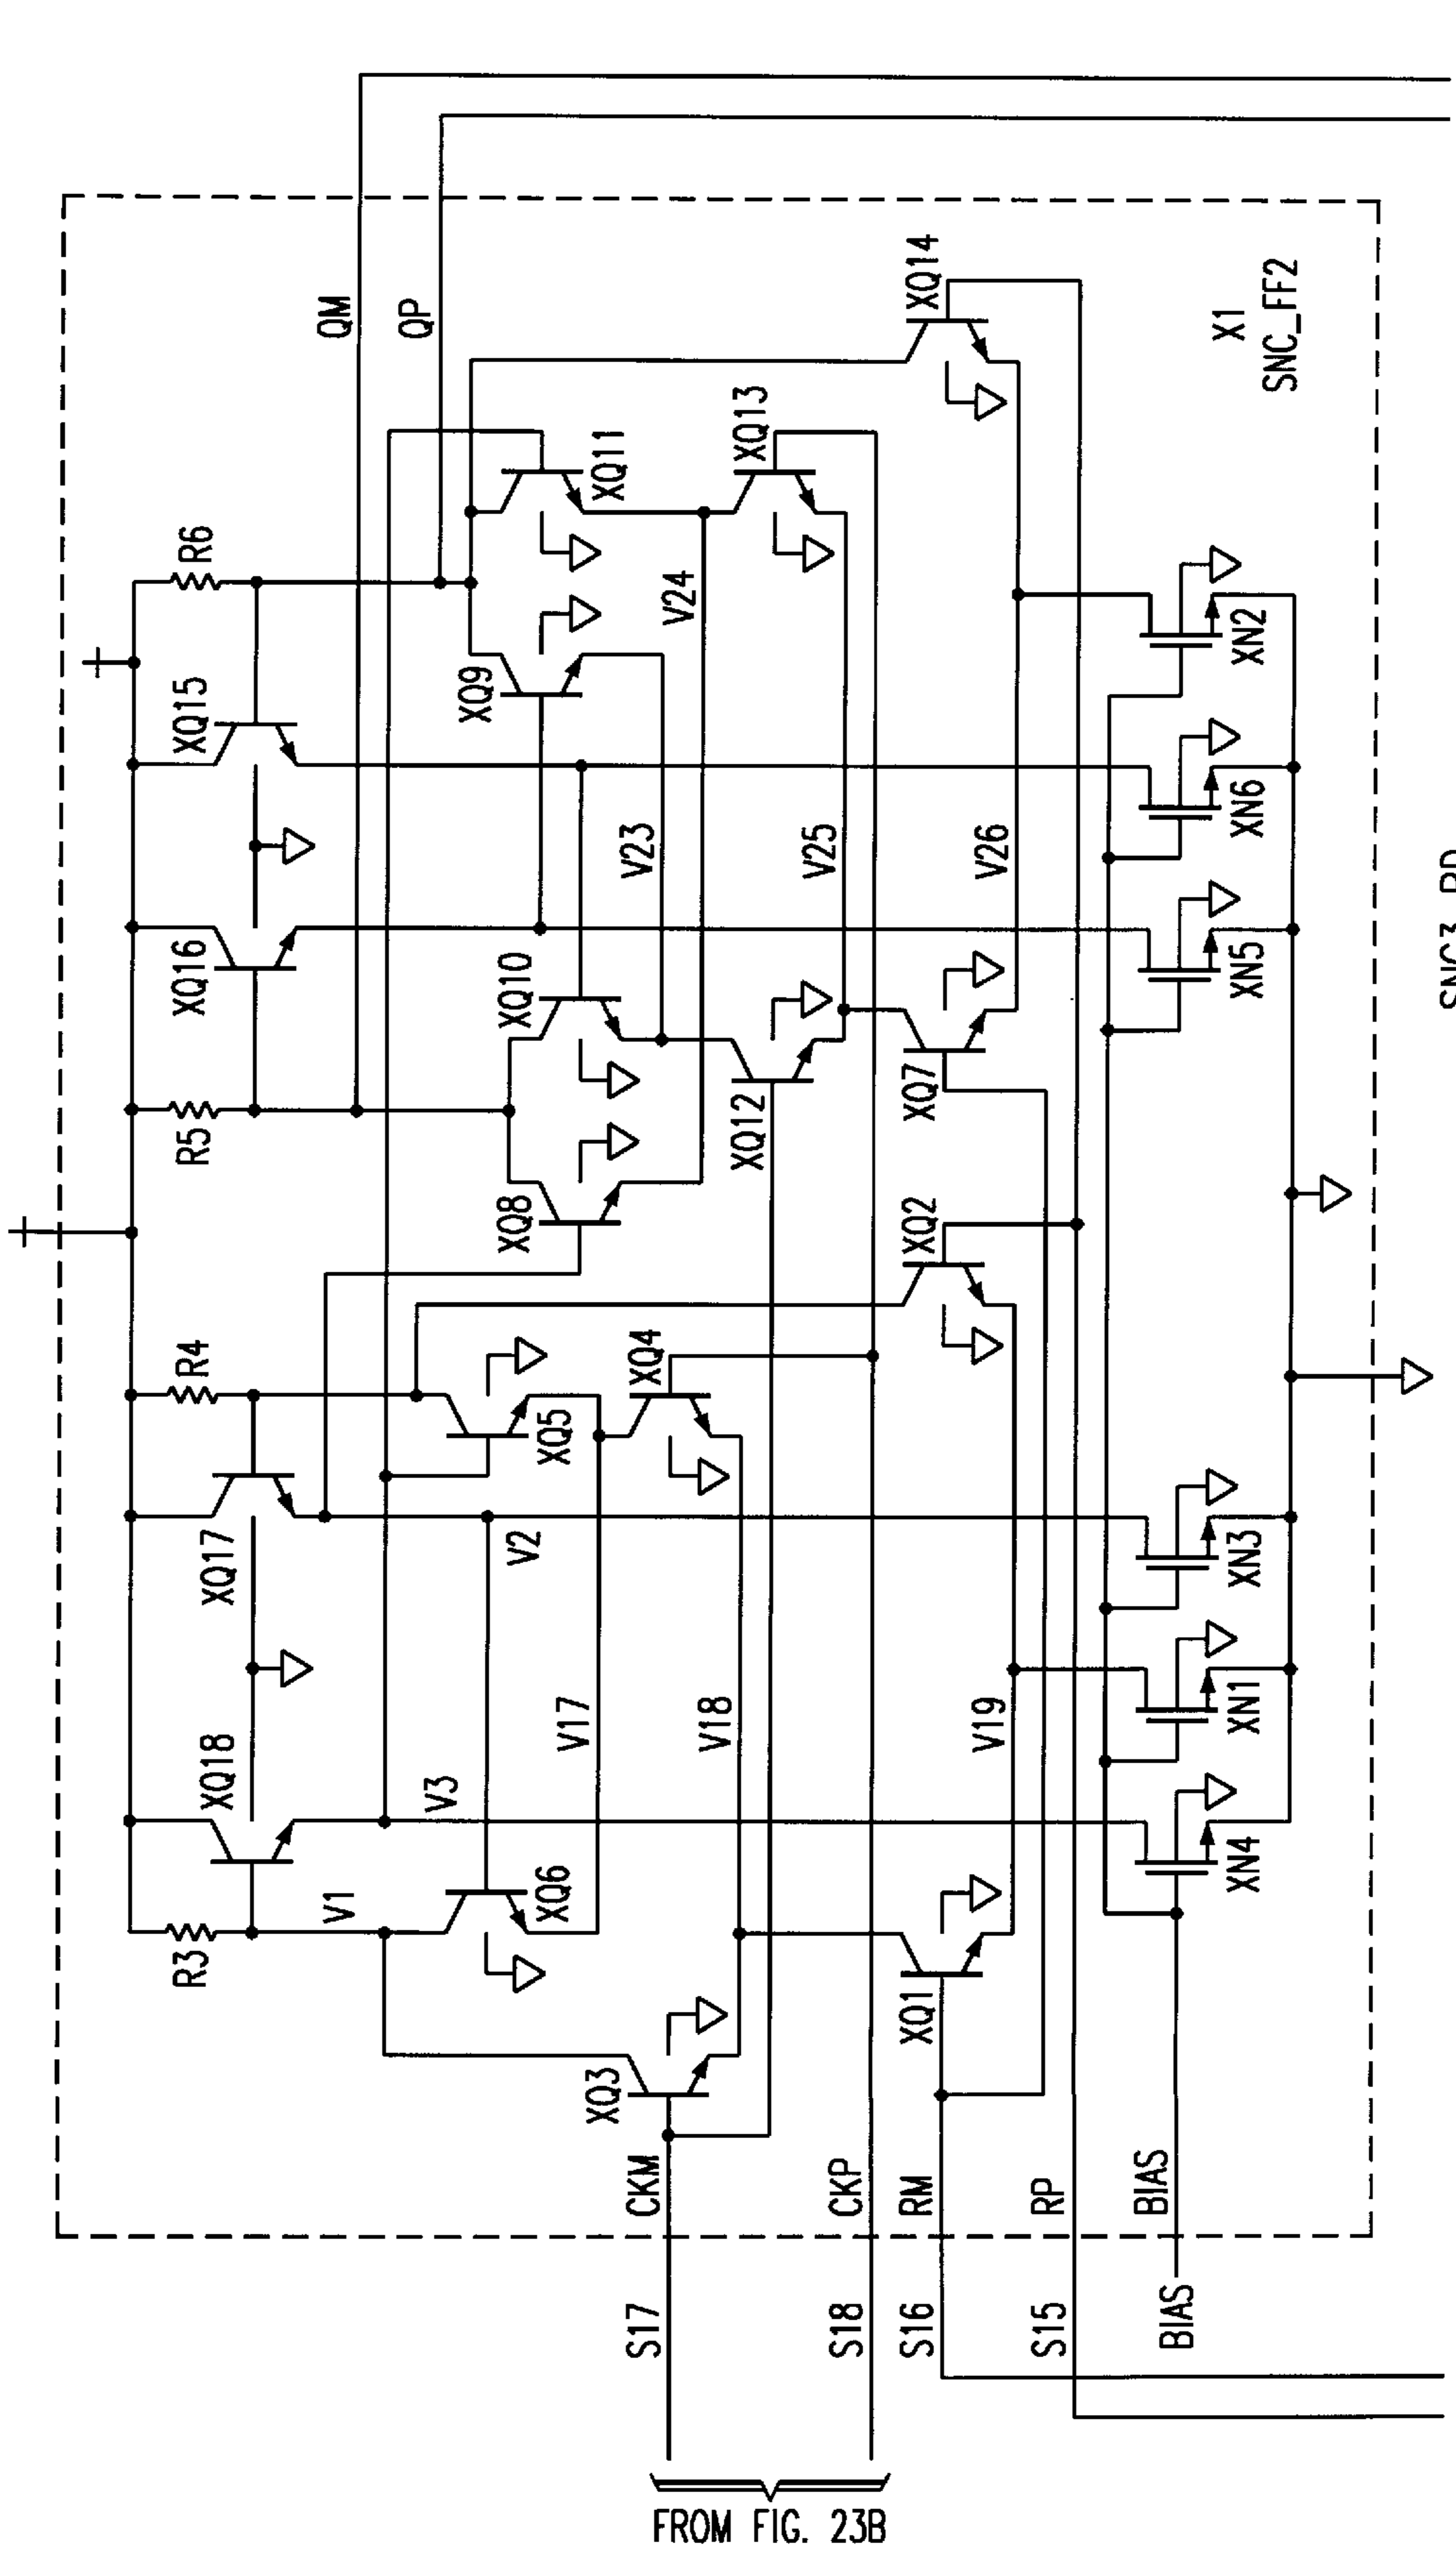 QM
QP
XQ14
X1
SNC_FF2
R6
XQ11
XQ13
XQ15
XQ9
V24
XN2
XQ16
XQ10
V23
V25
V26
XN6
XN5
R5
XQ8
XQ12
XQ7
XQ2
R4
XQ17
XQ5
XQ4
V2
XN3
XQ18
V3
V17
V18
V19
XN1
R3
V1
XQ6
XQ3
XQ1
XN4
CKM
CKP
RM
RP
BIAS
S17
S18
S16
S15
BIAS
FROM FIG. 23B